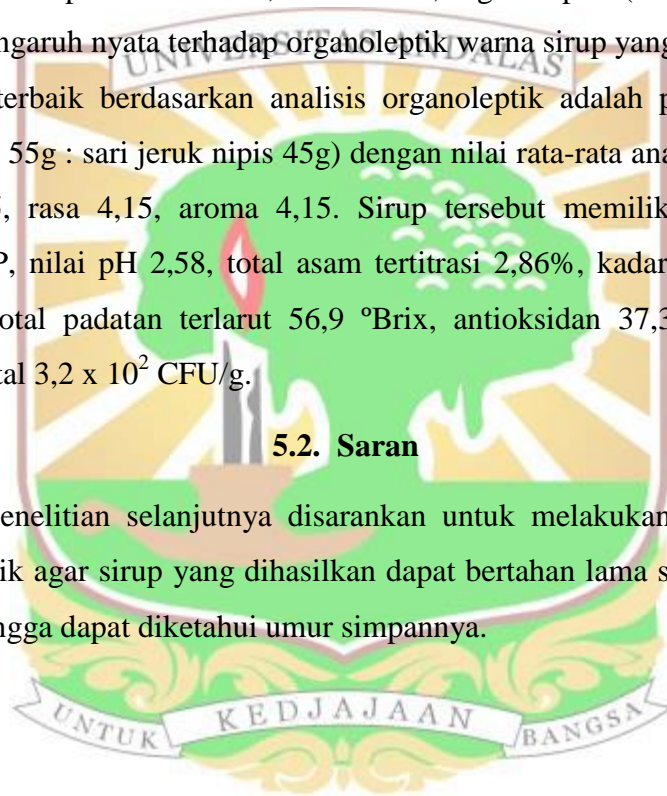 ngaruh nyata terhadap organoleptik warna sirup yang
UNIVERSITAS ANDALAS
terbaik berdasarkan analisis organoleptik adalah p
55g : sari jeruk nipis 45g) dengan nilai rata-rata ana
, rasa 4,15, aroma 4,15. Sirup tersebut memilik
P, nilai pH 2,58, total asam tertitrasi 2,86%, kadar
otal padatan terlarut 56,9 ºBrix, antioksidan 37,3
tal 3,2 x 10² CFU/g.
5.2. Saran
enelitian selanjutnya disarankan untuk melakukan
ik agar sirup yang dihasilkan dapat bertahan lama s
ngga dapat diketahui umur simpannya.
UNTUK KEDJAJAAN BANGSA